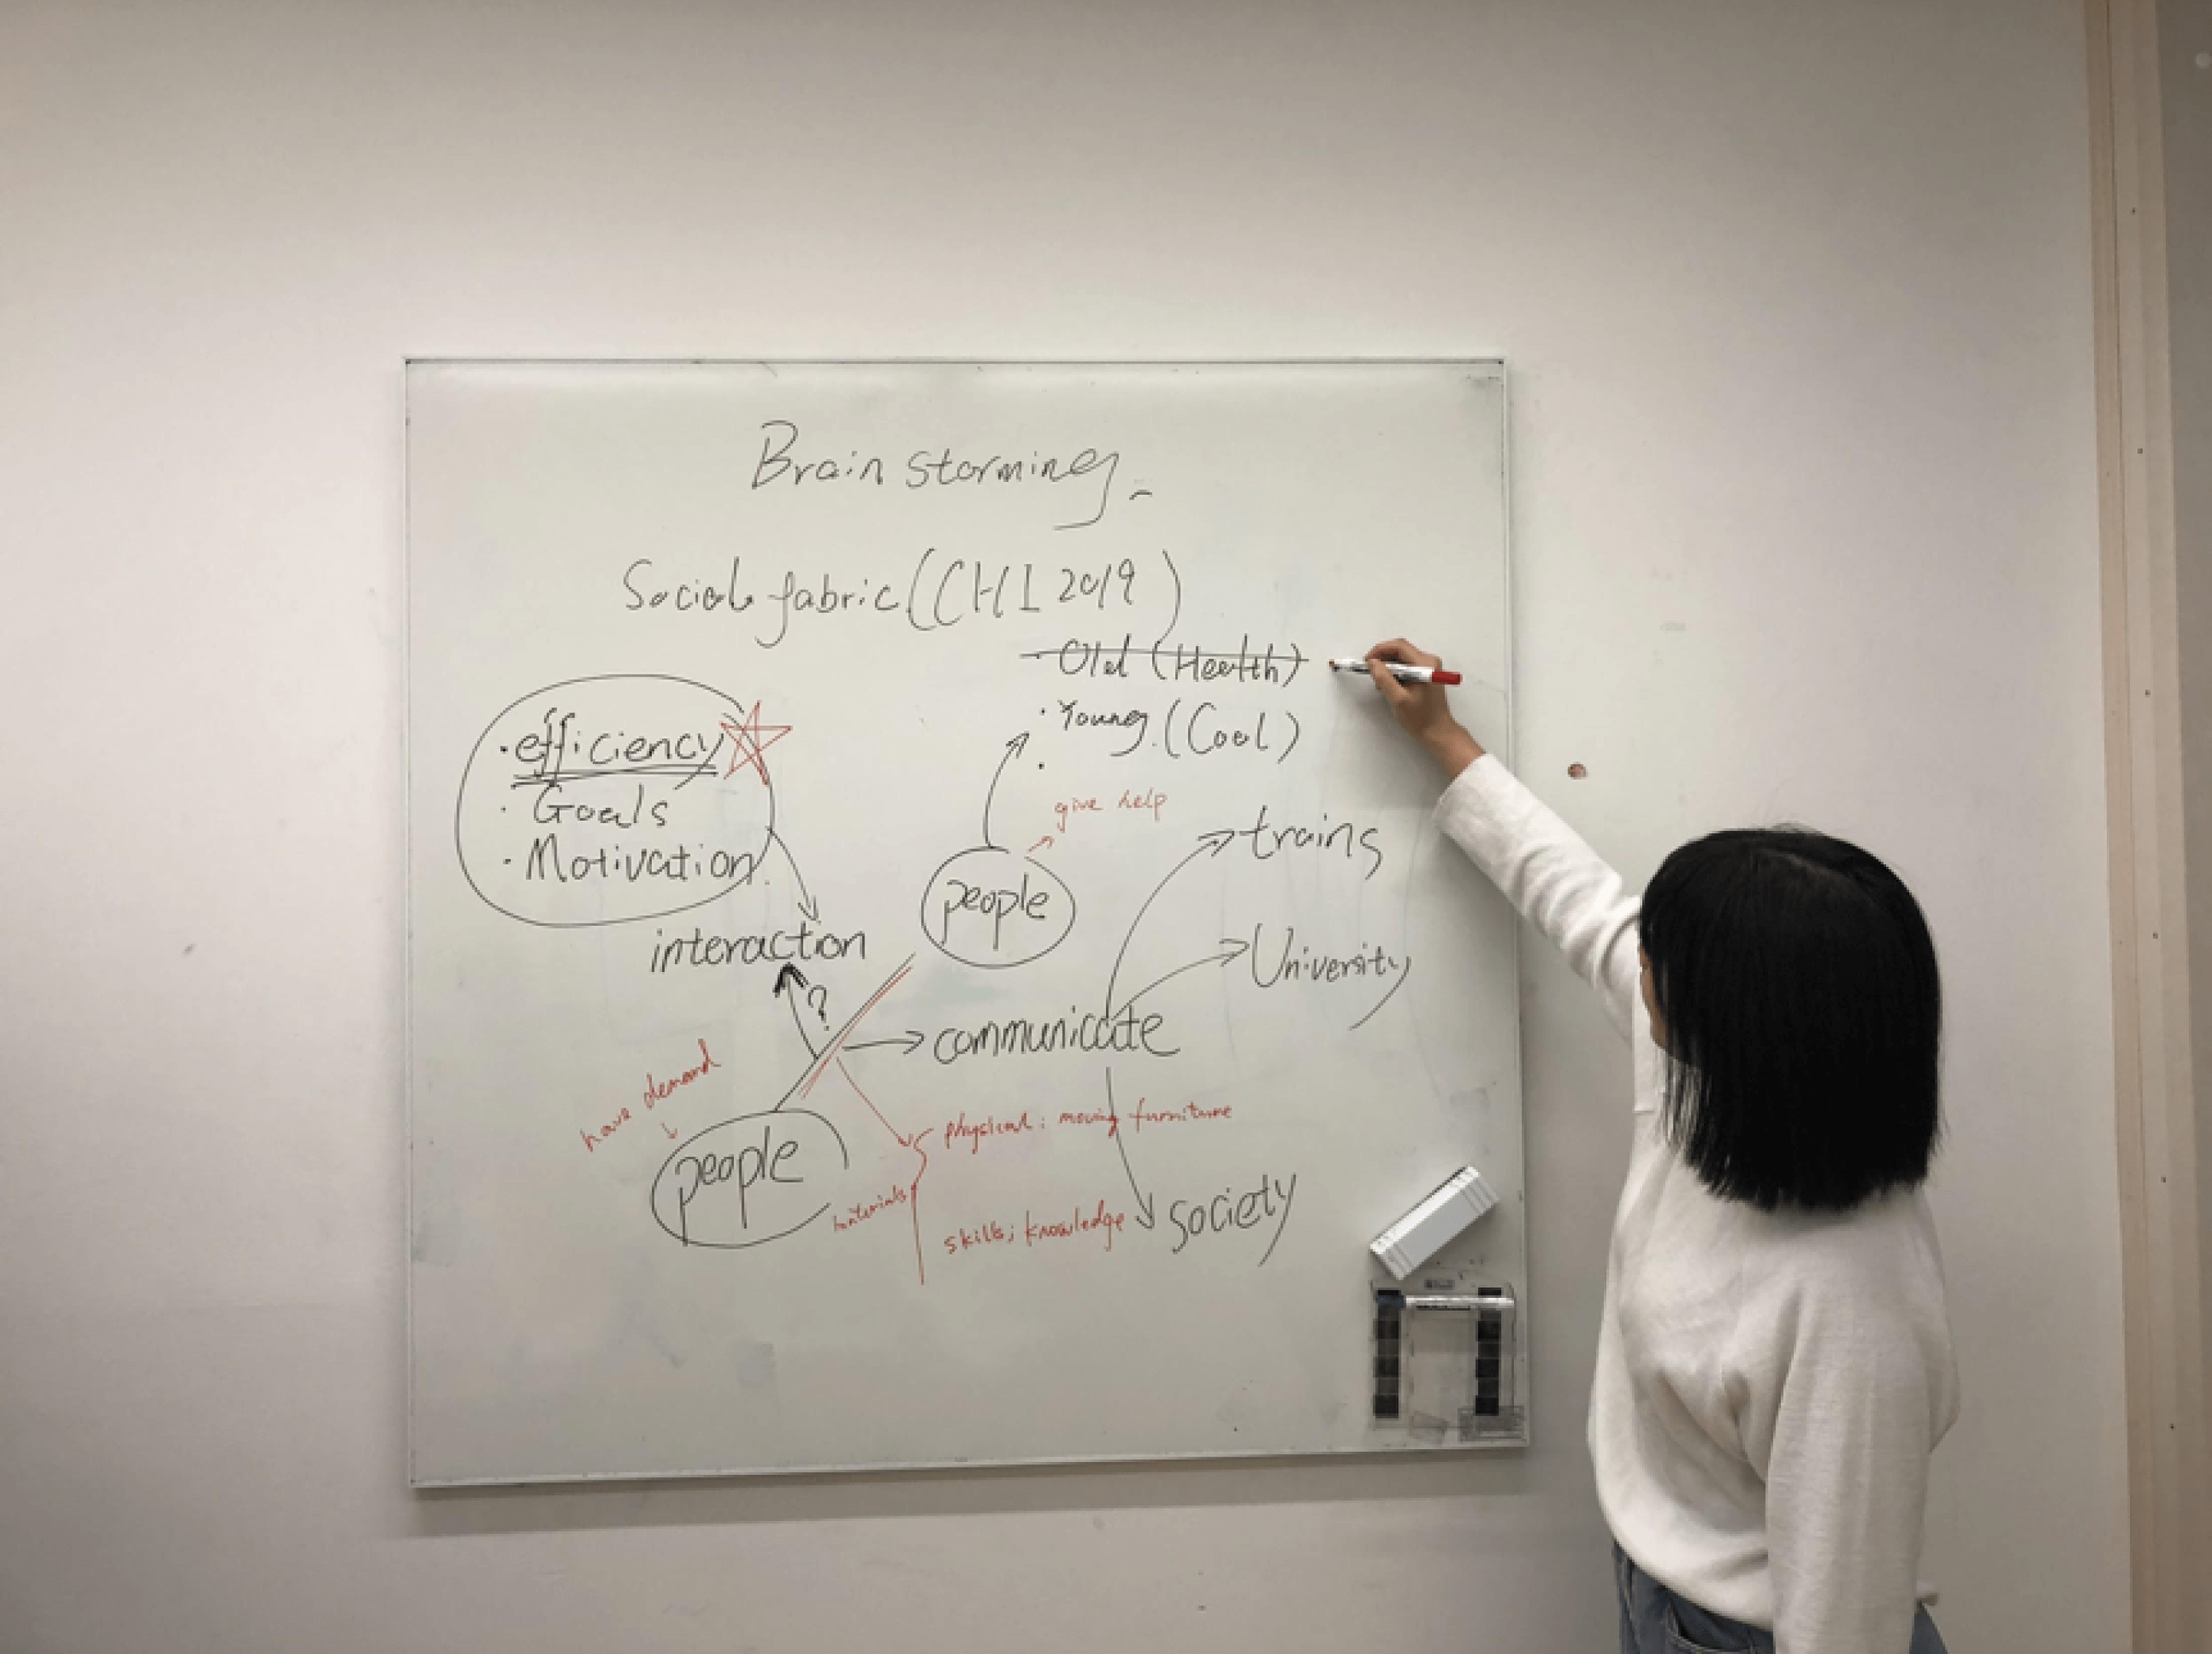 Brain storming
Social fabric (CHI 2019)
· Old (Health)
· Young. (Cool)
·
· efficiency
· Goals
· Motivation.
give help
trains
people
interaction
University
?
communicate
have demand
physical: moving furniture
people
materials
skills; knowledge
society